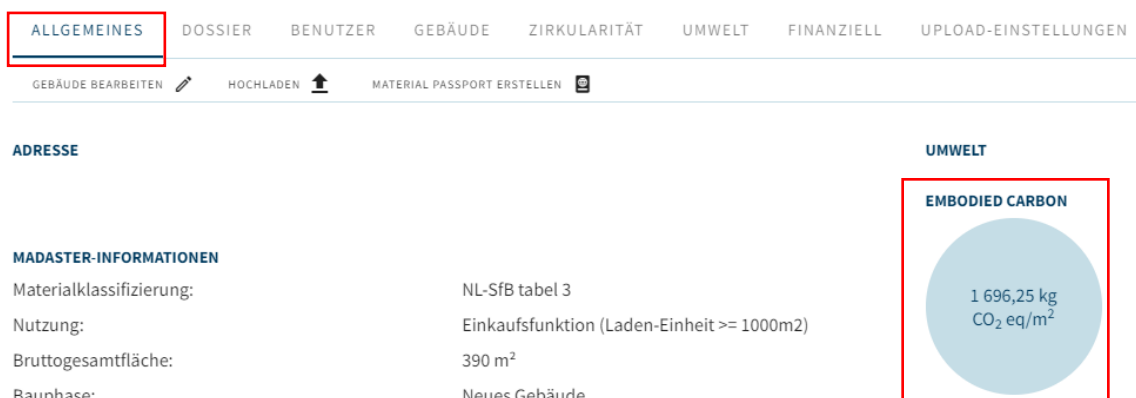 ALLGEMEINES DOSSIER BENUTZER GEBÄUDE ZIRKULARITÄT UMWELT FINANZIELL UPLOAD-EINSTELLUNGEN
GEBÄUDE BEARBEITEN HOCHLADEN MATERIAL PASSPORT ERSTELLEN
ADRESSE
MADASTER-INFORMATIONEN
Materialklassifizierung: NL-SfB tabel 3
Nutzung: Einkaufsfunktion (Laden-Einheit >= 1000m2)
Bruttogesamtfläche: 390 m²
Bauphase: Neues Gebäude
UMWELT
EMBODIED CARBON
1 696,25 kg
CO₂ eq/m²